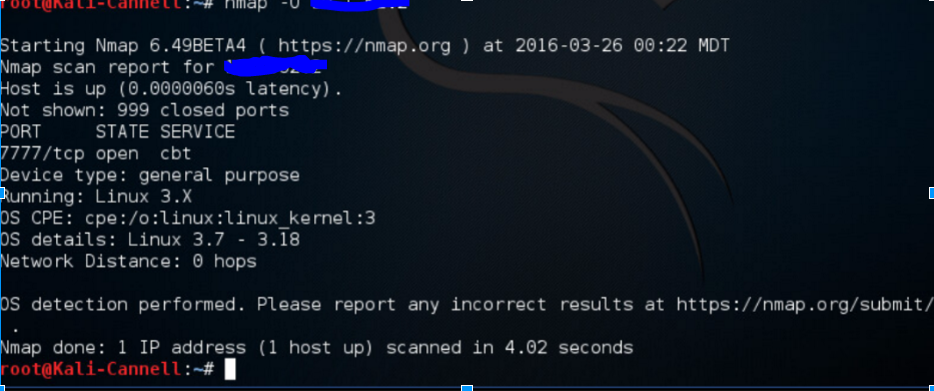 root@Kali-Cannell:~# nmap -O
Starting Nmap 6.49BETA4 ( https://nmap.org ) at 2016-03-26 00:22 MDT
Nmap scan report for
Host is up (0.0000060s latency).
Not shown: 999 closed ports
PORT     STATE SERVICE
7777/tcp open  cbt
Device type: general purpose
Running: Linux 3.X
OS CPE: cpe:/o:linux:linux_kernel:3
OS details: Linux 3.7 - 3.18
Network Distance: 0 hops
OS detection performed. Please report any incorrect results at https://nmap.org/submit/
.
Nmap done: 1 IP address (1 host up) scanned in 4.02 seconds
root@Kali-Cannell:~#